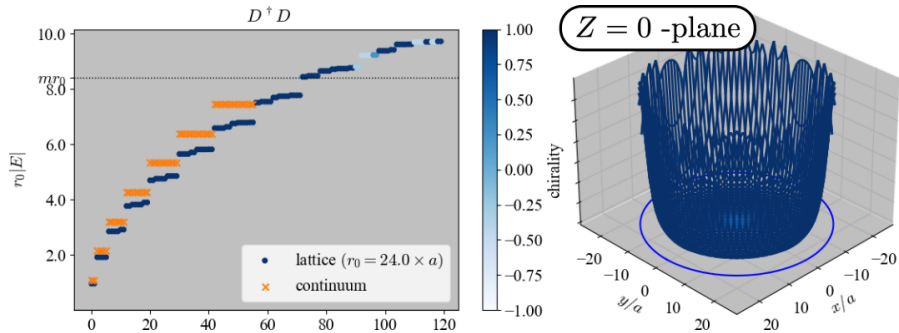 D†D
10.0
mr₀
8.0
6.0
4.0
2.0
r₀|E|
lattice (r₀ = 24.0 × a)
continuum
0 20 40 60 80 100 120
1.00
0.75
0.50
0.25
0.00
−0.25
−0.50
−0.75
−1.00
chirality
Z = 0 -plane
−20
−10
0
10
20
y/a
−20
−10
0
10
20
x/a